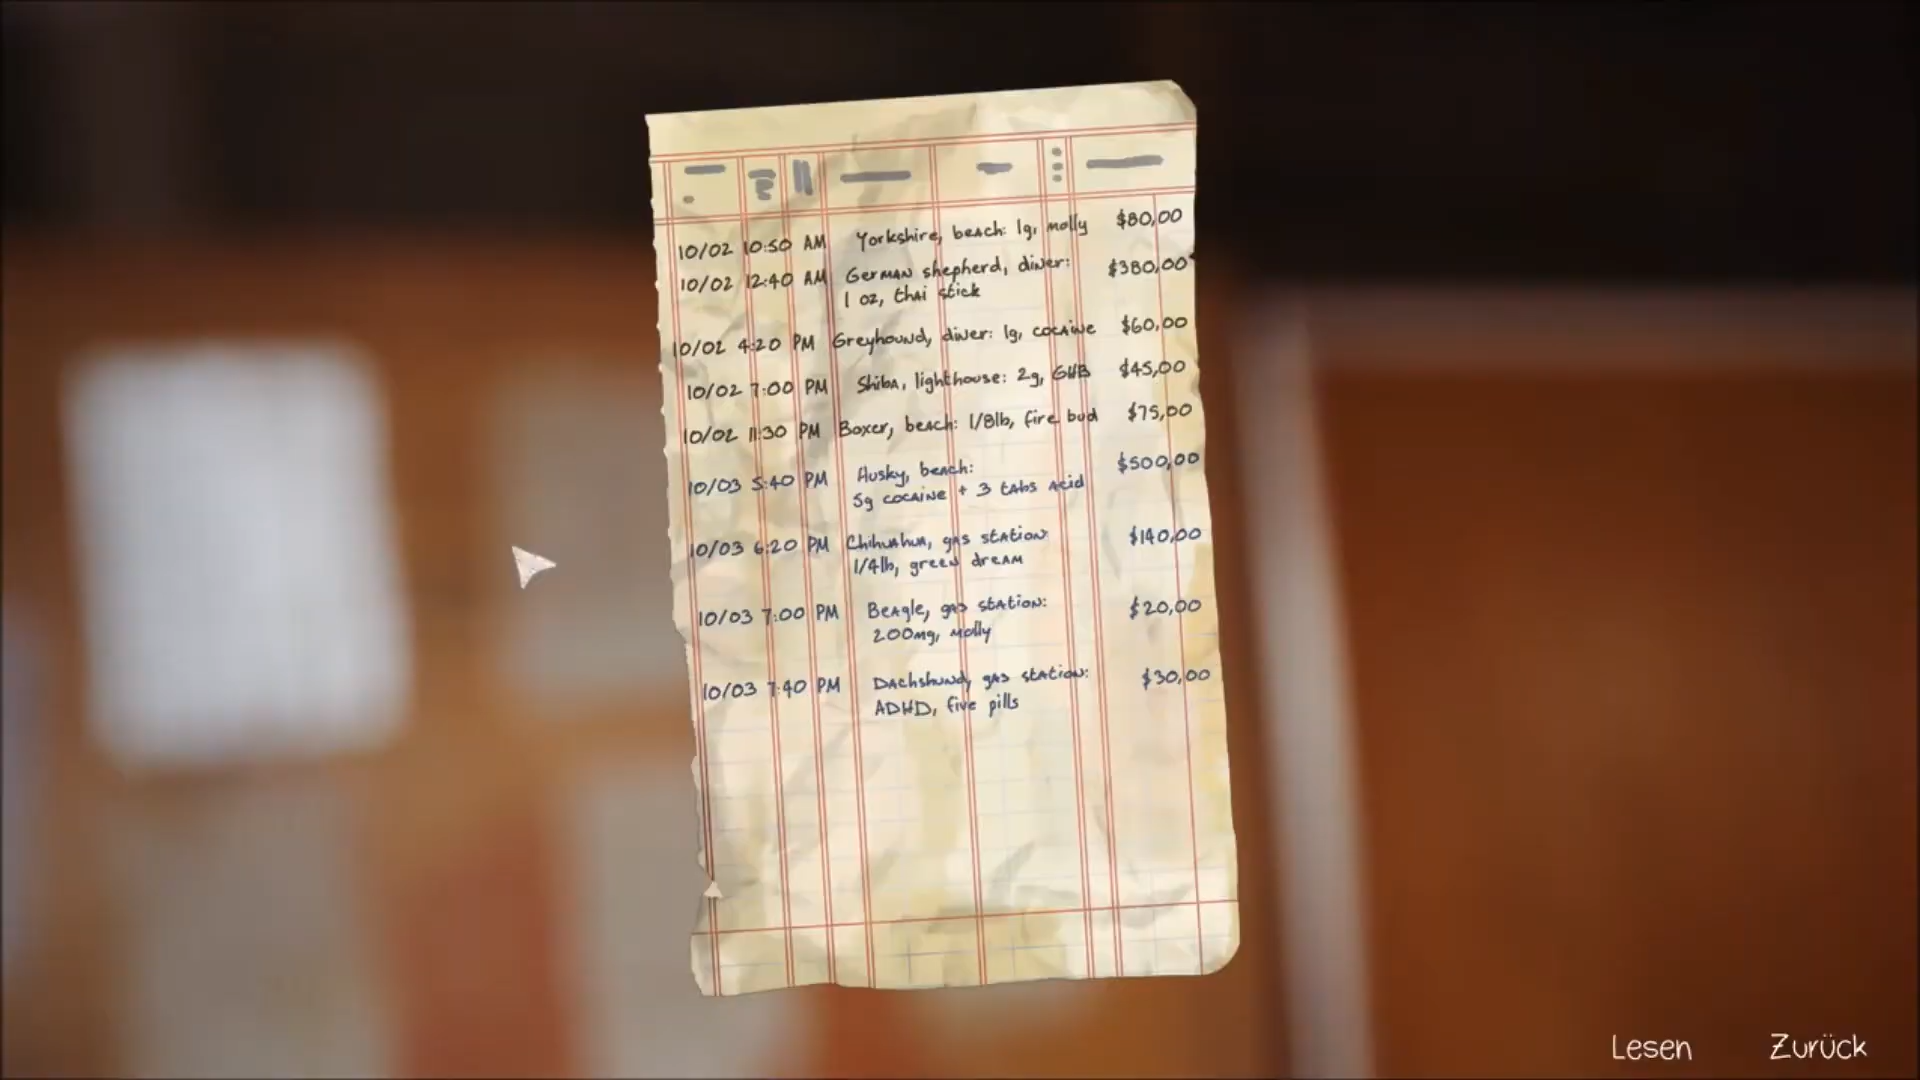 10/02 10:50 AM Yorkshire, beach: 1g, molly $80,00
10/02 12:40 AM German shepherd, diner: $380,00
1 oz, thai stick
10/02 4:20 PM Greyhound, diner: 1g, cocaine $60,00
10/02 7:00 PM Shiba, lighthouse: 2g, GHB $45,00
10/02 11:30 PM Boxer, beach: 1/8lb, fire bud $75,00
10/03 5:40 PM Husky, beach: $500,00
5g cocaine + 3 tabs acid
10/03 6:20 PM Chihuahua, gas station: $140,00
1/4lb, green dream
10/03 7:00 PM Beagle, gas station: $20,00
200mg, molly
10/03 7:40 PM Dachshund, gas station: $30,00
ADHD, five pills
Lesen Zurück